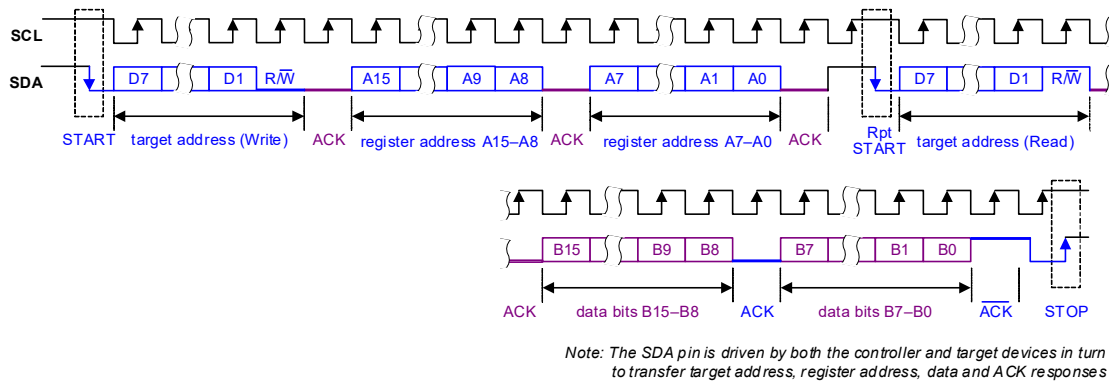 SCL
SDA
D7 D1 R/W̅ A15 A9 A8 A7 A1 A0 D7 D1 R/W̅
START target address (Write) ACK register address A15–A8 ACK register address A7–A0 ACK Rpt START target address (Read)
B15 B9 B8 B7 B1 B0
ACK data bits B15–B8 ACK data bits B7–B0 A̅C̅K̅ STOP
Note: The SDA pin is driven by both the controller and target devices in turn
to transfer target address, register address, data and ACK responses